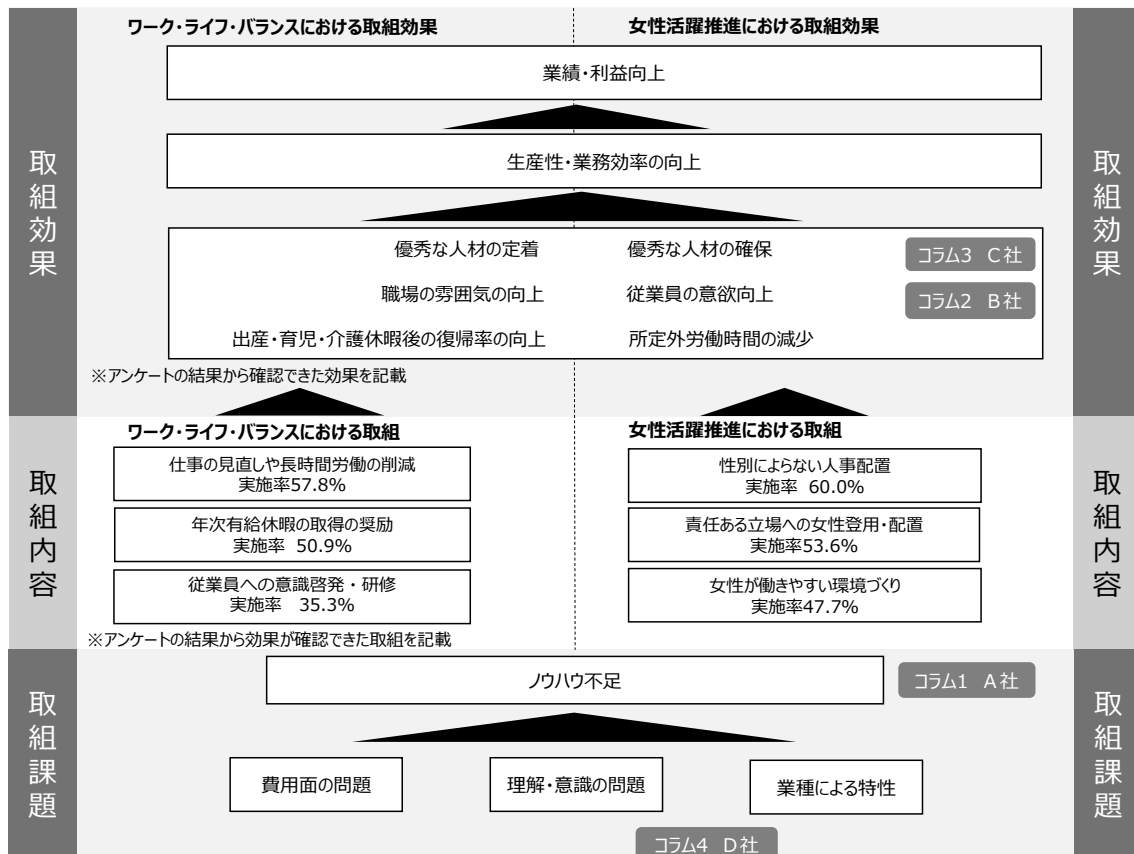 ワーク・ライフ・バランスにおける取組効果
女性活躍推進における取組効果
取組効果
取組効果
業績・利益向上
生産性・業務効率の向上
優秀な人材の定着
優秀な人材の確保
コラム3 C社
職場の雰囲気の向上
従業員の意欲向上
コラム2 B社
出産・育児・介護休暇後の復帰率の向上
所定外労働時間の減少
※アンケートの結果から確認できた効果を記載
取組内容
取組内容
ワーク・ライフ・バランスにおける取組
女性活躍推進における取組
仕事の見直しや長時間労働の削減
実施率57.8%
性別によらない人事配置
実施率 60.0%
年次有給休暇の取得の奨励
実施率 50.9%
責任ある立場への女性登用・配置
実施率53.6%
従業員への意識啓発・研修
実施率 35.3%
女性が働きやすい環境づくり
実施率47.7%
※アンケートの結果から効果が確認できた取組を記載
取組課題
取組課題
ノウハウ不足
コラム1 A社
費用面の問題
理解・意識の問題
業種による特性
コラム4 D社